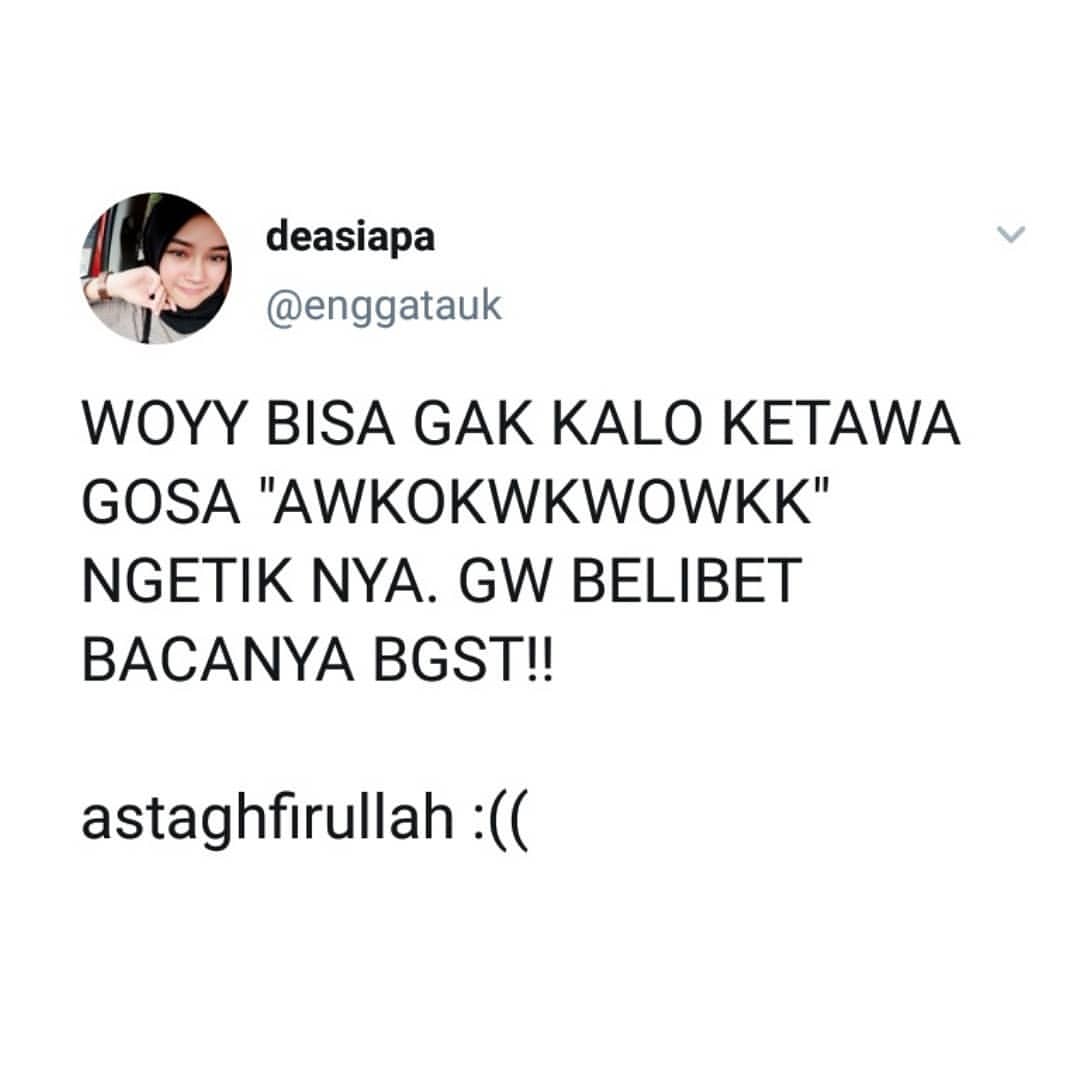 deasiapa
@enggatauk
WOYY BISA GAK KALO KETAWA
GOSA "AWKOKWKWOWKK"
NGETIK NYA. GW BELIBET
BACANYA BGST!!
astaghfirullah :((